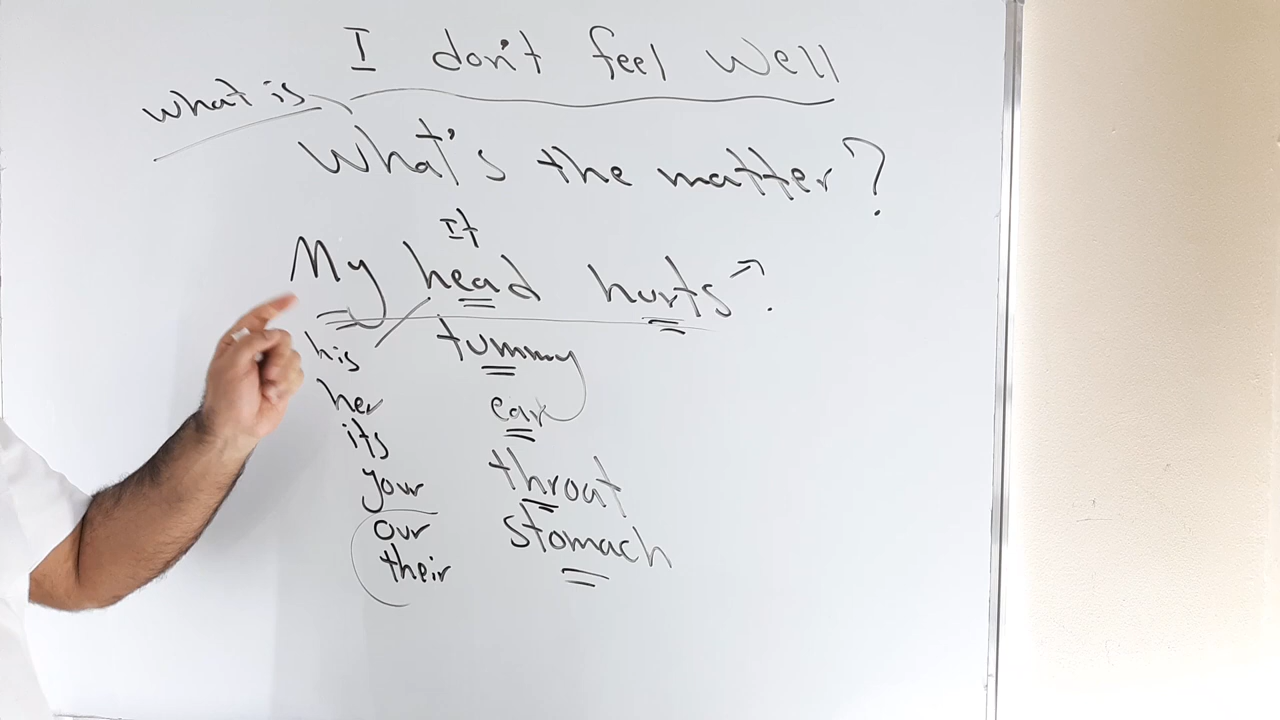 I don't feel well
what is
What's the matter?
It
My head hurts.
his tummy
her ear
its
your throat
our stomach
their